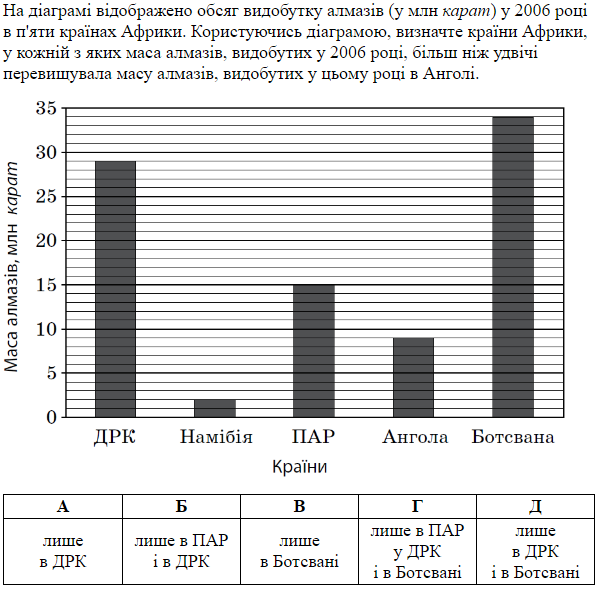 На діаграмі відображено обсяг видобутку алмазів (у млн карат) у 2006 році
в п'яти країнах Африки. Користуючись діаграмою, визначте країни Африки,
у кожній з яких маса алмазів, видобутих у 2006 році, більш ніж удвічі
перевищувала масу алмазів, видобутих у цьому році в Анголі.
Маса алмазів, млн карат
35
30
25
20
15
10
5
0
ДРК Намібія ПАР Ангола Ботсвана
Країни
А Б В Г Д
лише
в ДРК
лише в ПАР
і в ДРК
лише
в Ботсвані
лише в ПАР
у ДРК
і в Ботсвані
лише
в ДРК
і в Ботсвані